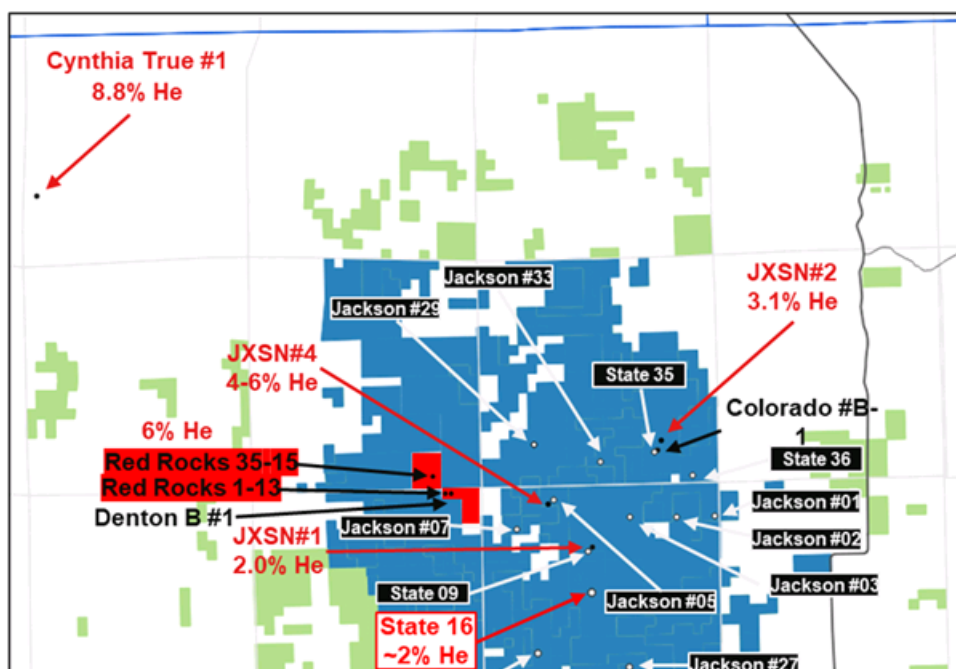 Cynthia True #1
8.8% He
Jackson #33
JXSN#2
3.1% He
Jackson #29
JXSN#4
4-6% He
State 35
Colorado #B-
1
6% He
Red Rocks 35-15
State 36
Red Rocks 1-13
Denton B #1
Jackson #07
Jackson #01
JXSN#1
2.0% He
Jackson #02
Jackson #03
State 09
Jackson #05
State 16
~2% He
Jackson #27